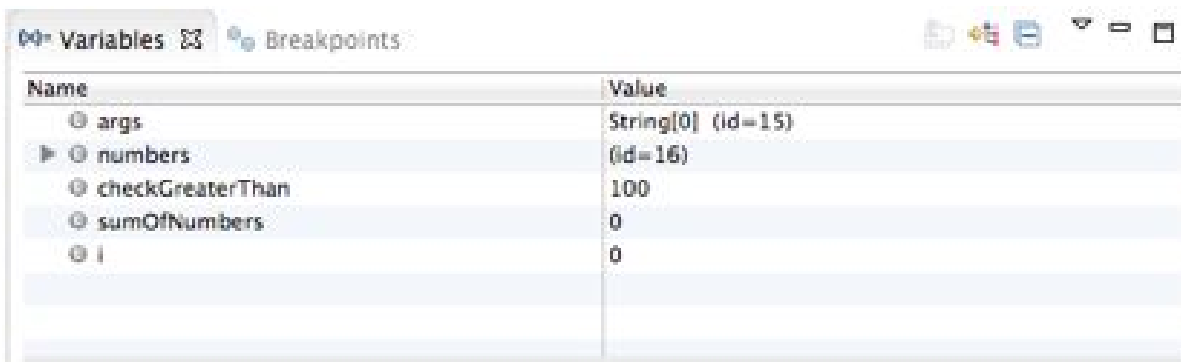 (x)= Variables Breakpoints
Name Value
args String[0] (id=15)
numbers (id=16)
checkGreaterThan 100
sumOfNumbers 0
i 0